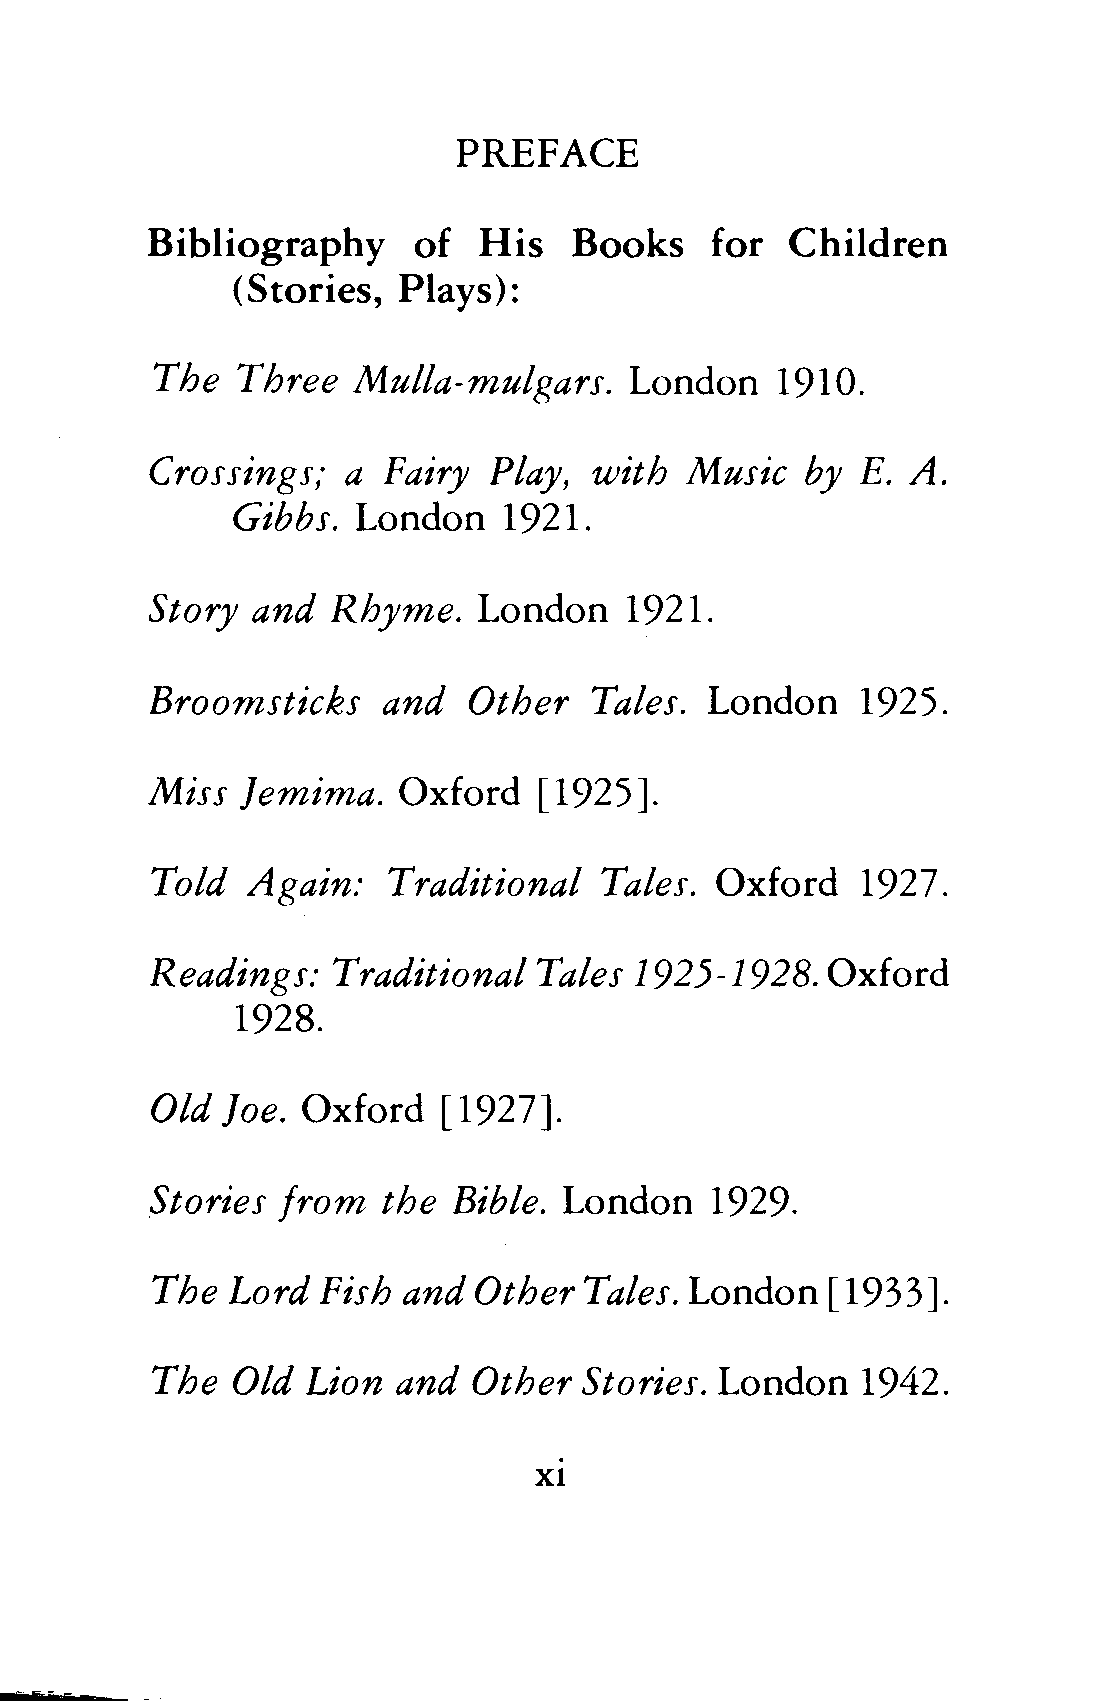 PREFACE
Bibliography of His Books for Children
(Stories, Plays):
The Three Mulla-mulgars. London 1910.
Crossings; a Fairy Play, with Music by E. A.
Gibbs. London 1921.
Story and Rhyme. London 1921.
Broomsticks and Other Tales. London 1925.
Miss Jemima. Oxford [1925].
Told Again: Traditional Tales. Oxford 1927.
Readings: Traditional Tales 1925-1928. Oxford
1928.
Old Joe. Oxford [1927].
Stories from the Bible. London 1929.
The Lord Fish and Other Tales. London [1933].
The Old Lion and Other Stories. London 1942.
xi